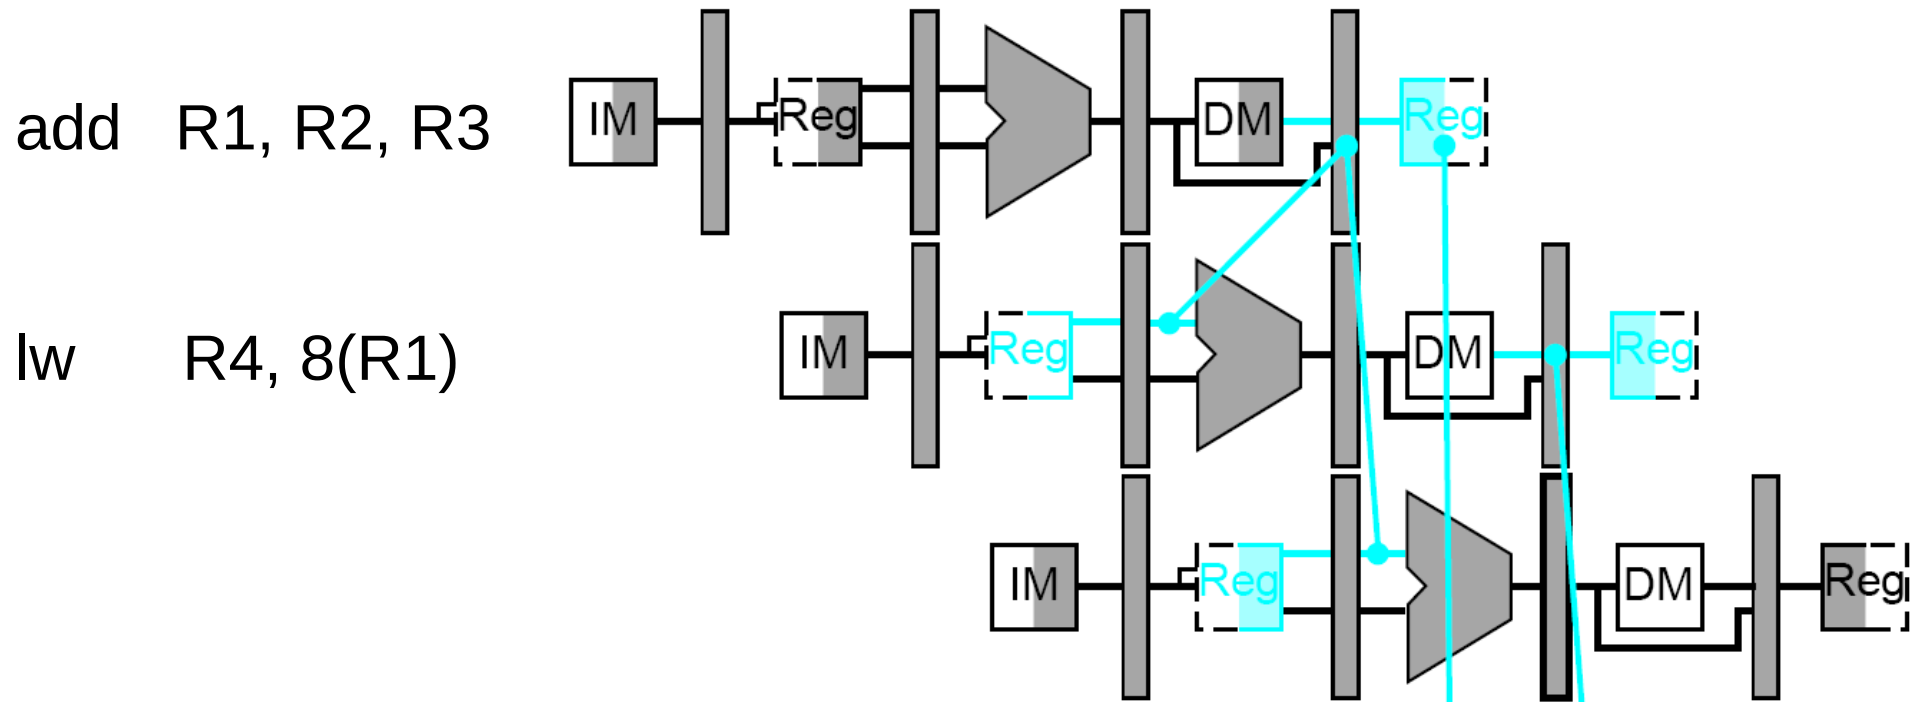 add R1, R2, R3 IM Reg DM Reg
lw R4, 8(R1) IM Reg DM Reg
IM Reg DM Reg